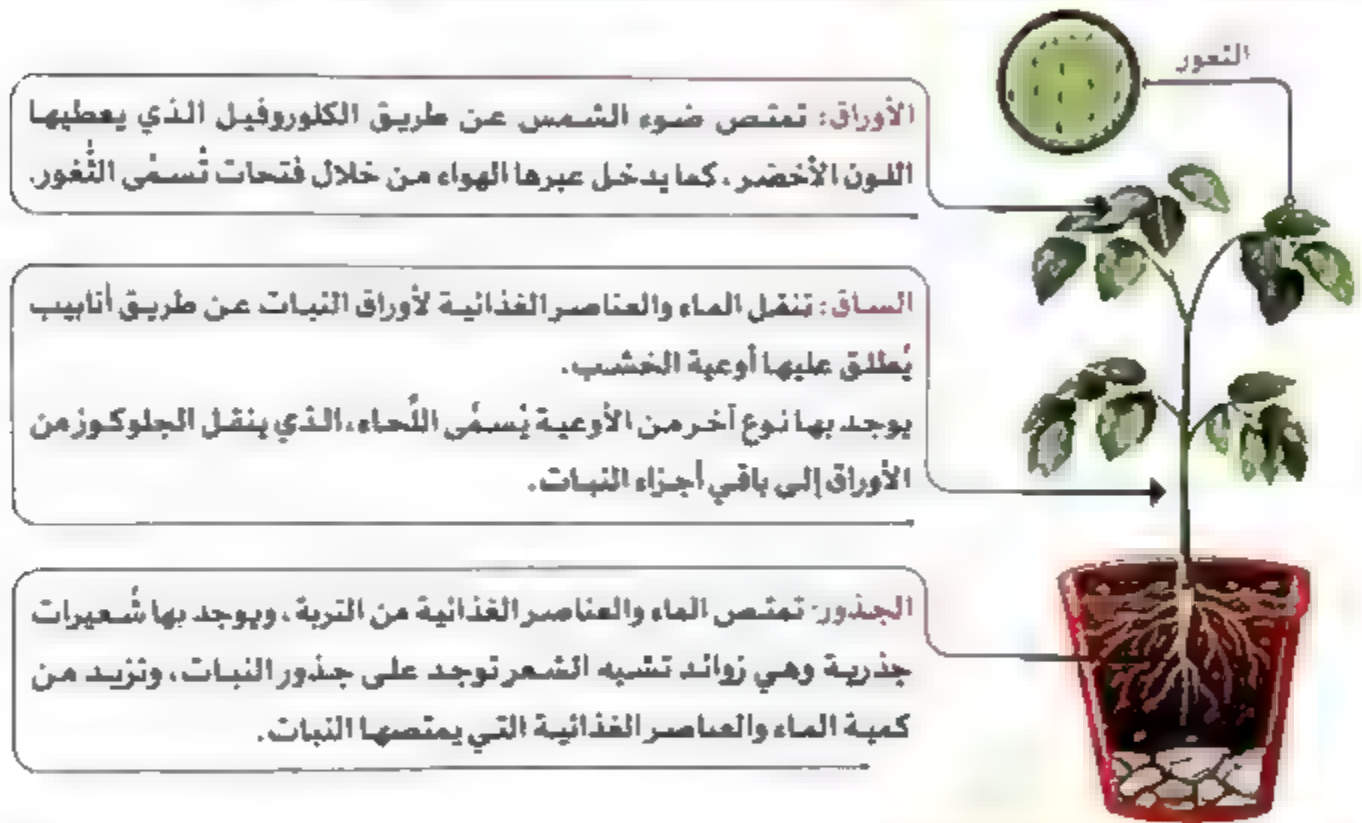 الثغور
الأوراق: تمتص ضوء الشمس عن طريق الكلوروفيل الذي يعطيها
اللون الأخضر، كما يدخل عبرها الهواء من خلال فتحات تُسمَّى الثُّغور.
الساق: تنقل الماء والعناصر الغذائية لأوراق النبات عن طريق أنابيب
يُطلق عليها أوعية الخشب.
يوجد بها نوع آخر من الأوعية يُسمَّى اللِّحاء، الذي ينقل الجلوكوز من
الأوراق إلى باقي أجزاء النبات.
الجذور: تمتص الماء والعناصر الغذائية من التربة، ويوجد بها شُعيرات
جذرية وهي زوائد تشبه الشعر توجد على جذور النبات، وتزيد من
كمية الماء والعناصر الغذائية التي يمتصها النبات.